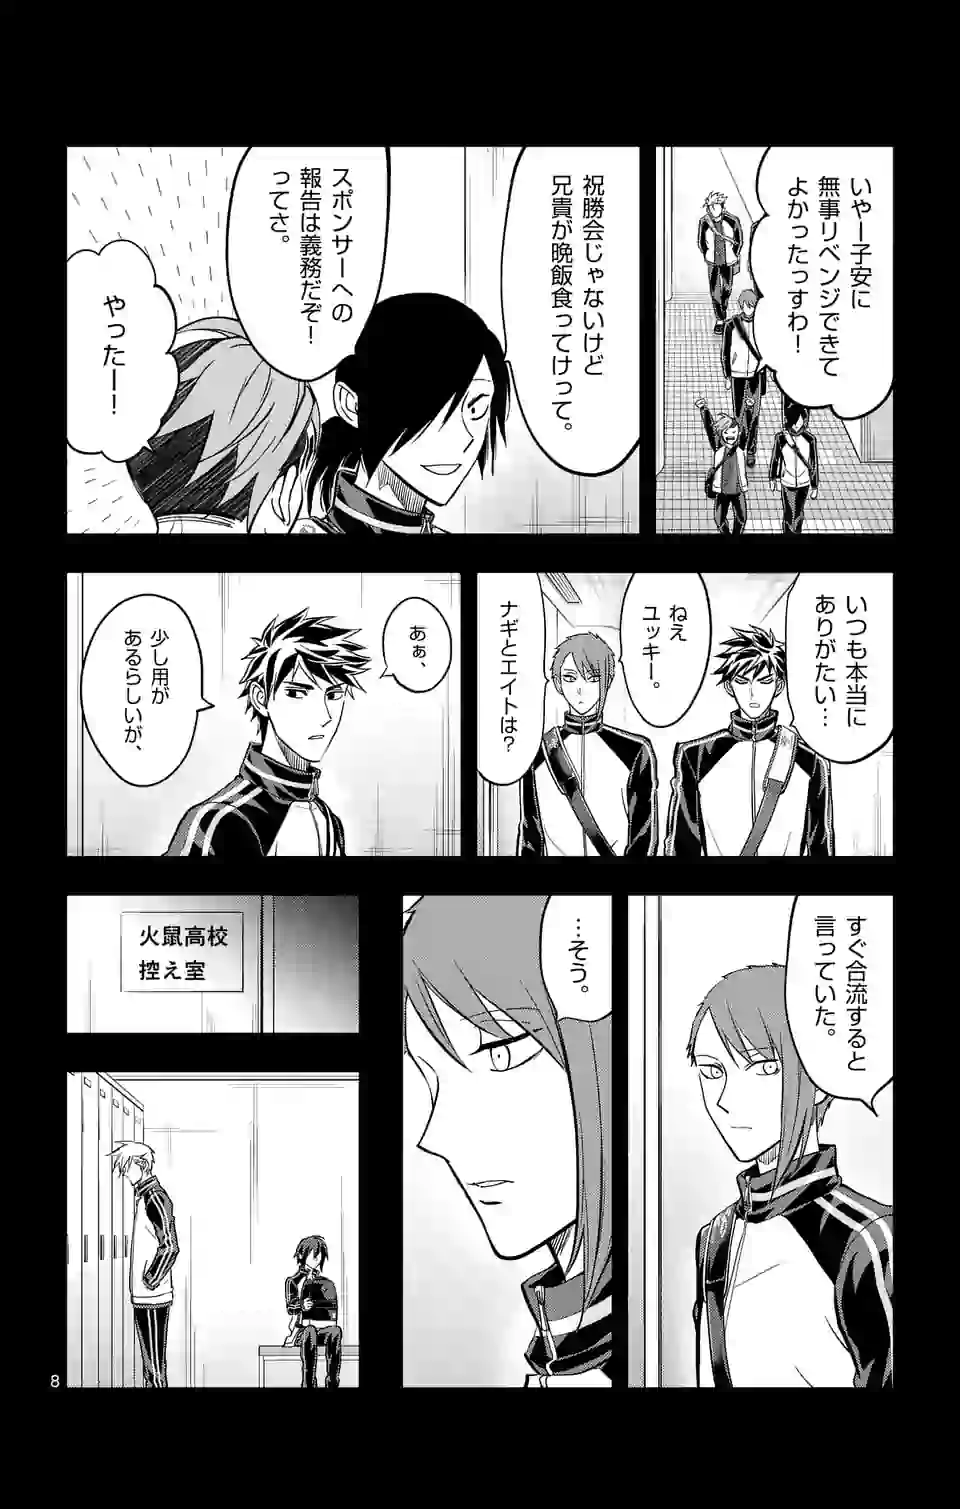 いやー子安に
無事リベンジできて
よかったっすわ！
祝勝会じゃないけど
兄貴が晩飯食ってけって。
スポンサーへの
報告は義務だぞ！
ってさ。
やったー！
いつも本当に
ありがたい…
ねえ
ユッキー。
ナギとエイトは？
あぁ、
少し用が
あるらしいが、
すぐ合流すると
言っていた。
…そう。
火鼠高校
控え室
8